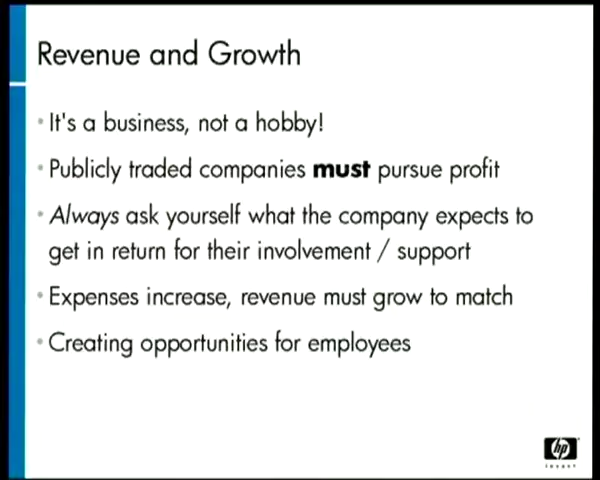 Revenue and Growth
It's a business, not a hobby!
Publicly traded companies must pursue profit
Always ask yourself what the company expects to
get in return for their involvement / support
Expenses increase, revenue must grow to match
Creating opportunities for employees
hp
invent